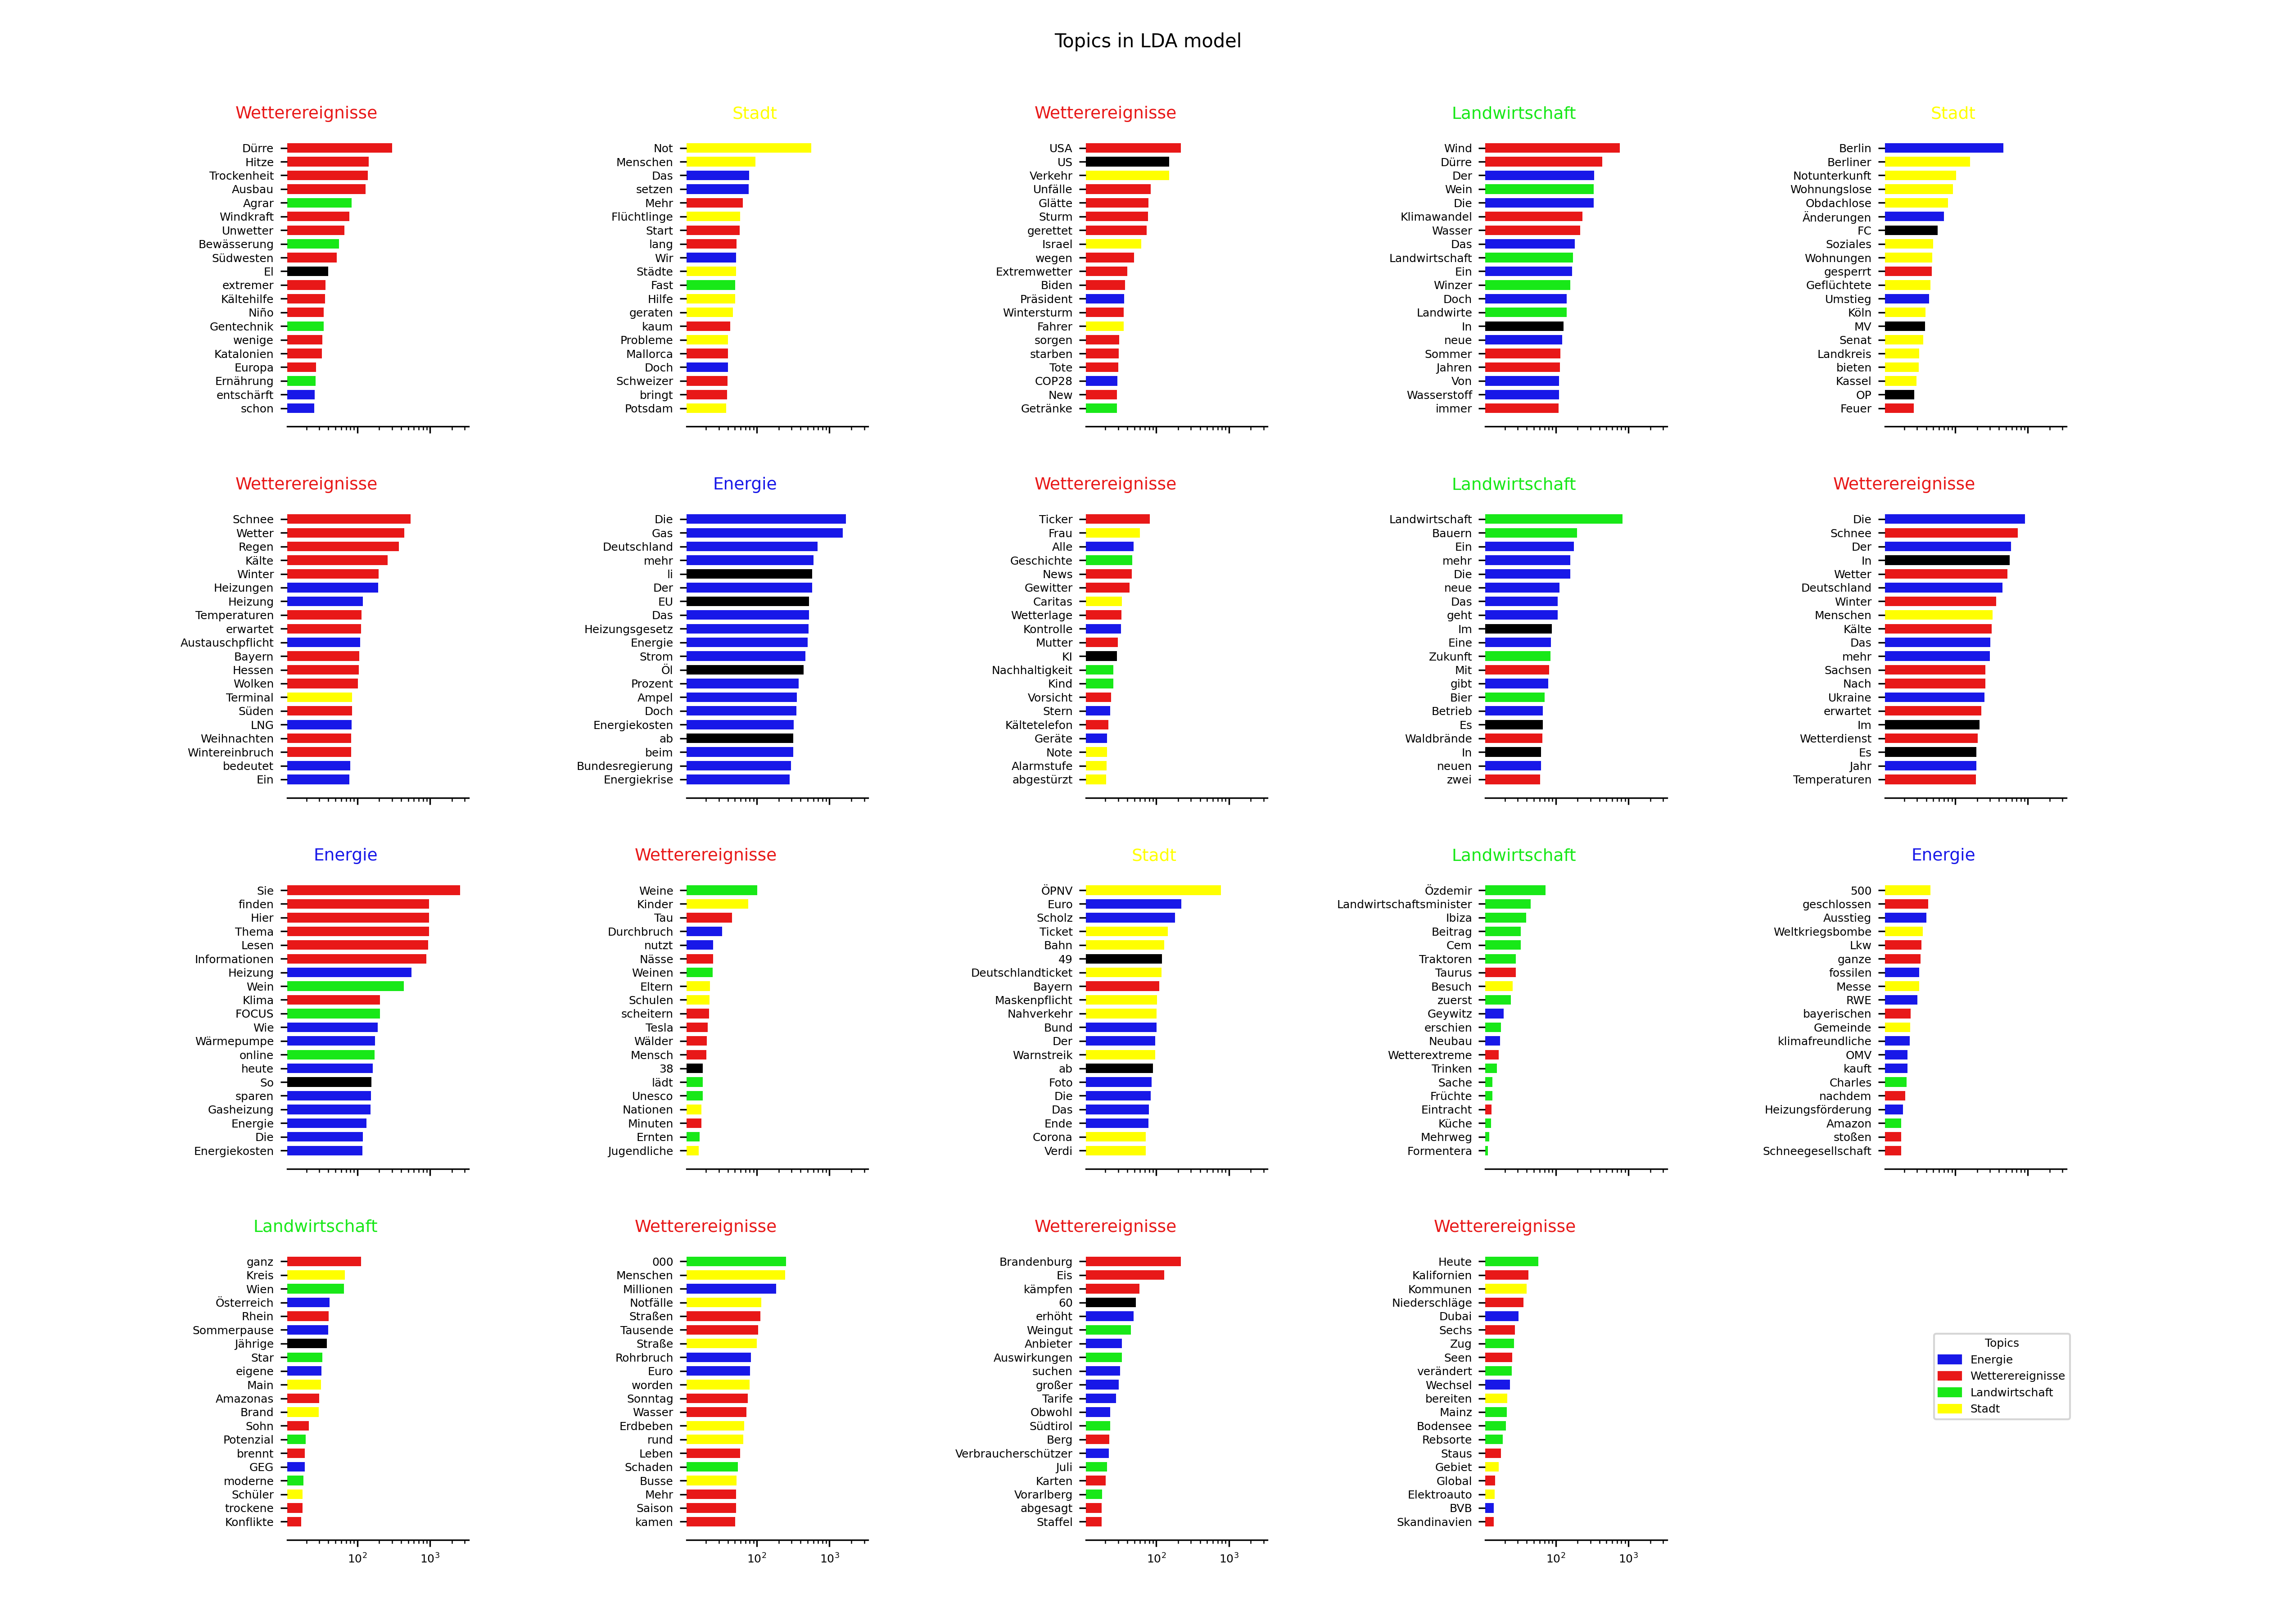 Topics in LDA model
Wetterereignisse
Dürre
Hitze
Trockenheit
Ausbau
Agrar
Windkraft
Unwetter
Bewässerung
Südwesten
El
extremer
Kältehilfe
Niño
Gentechnik
wenige
Katalonien
Europa
Ernährung
entschärft
schon
Stadt
Not
Menschen
Das
setzen
Mehr
Flüchtlinge
Start
lang
Wir
Städte
Fast
Hilfe
geraten
kaum
Probleme
Mallorca
Doch
Schweizer
bringt
Potsdam
Wetterereignisse
USA
US
Verkehr
Unfälle
Glätte
Sturm
gerettet
Israel
wegen
Extremwetter
Biden
Präsident
Wintersturm
Fahrer
sorgen
starben
Tote
COP28
New
Getränke
Landwirtschaft
Wind
Dürre
Der
Wein
Die
Klimawandel
Wasser
Das
Landwirtschaft
Ein
Winzer
Doch
Landwirte
In
neue
Sommer
Jahren
Von
Wasserstoff
immer
Stadt
Berlin
Berliner
Notunterkunft
Wohnungslose
Obdachlose
Änderungen
FC
Soziales
Wohnungen
gesperrt
Geflüchtete
Umstieg
Köln
MV
Senat
Landkreis
bieten
Kassel
OP
Feuer
Wetterereignisse
Schnee
Wetter
Regen
Kälte
Winter
Heizungen
Heizung
Temperaturen
erwartet
Austauschpflicht
Bayern
Hessen
Wolken
Terminal
Süden
LNG
Weihnachten
Wintereinbruch
bedeutet
Ein
Energie
Die
Gas
Deutschland
mehr
li
Der
EU
Das
Heizungsgesetz
Energie
Strom
Öl
Prozent
Ampel
Doch
Energiekosten
ab
beim
Bundesregierung
Energiekrise
Wetterereignisse
Ticker
Frau
Alle
Geschichte
News
Gewitter
Caritas
Wetterlage
Kontrolle
Mutter
KI
Nachhaltigkeit
Kind
Vorsicht
Stern
Kältetelefon
Geräte
Note
Alarmstufe
abgestürzt
Landwirtschaft
Landwirtschaft
Bauern
Ein
mehr
Die
neue
Das
geht
Im
Eine
Zukunft
Mit
gibt
Bier
Betrieb
Es
Waldbrände
In
neuen
zwei
Wetterereignisse
Die
Schnee
Der
In
Wetter
Deutschland
Winter
Menschen
Kälte
Das
mehr
Sachsen
Nach
Ukraine
erwartet
Im
Wetterdienst
Es
Jahr
Temperaturen
Energie
Sie
finden
Hier
Thema
Lesen
Informationen
Heizung
Wein
Klima
FOCUS
Wie
Wärmepumpe
online
heute
So
sparen
Gasheizung
Energie
Die
Energiekosten
Wetterereignisse
Weine
Kinder
Tau
Durchbruch
nutzt
Nässe
Weinen
Eltern
Schulen
scheitern
Tesla
Wälder
Mensch
38
lädt
Unesco
Nationen
Minuten
Ernten
Jugendliche
Stadt
ÖPNV
Euro
Scholz
Ticket
Bahn
49
Deutschlandticket
Bayern
Maskenpflicht
Nahverkehr
Bund
Der
Warnstreik
ab
Foto
Die
Das
Ende
Corona
Verdi
Landwirtschaft
Özdemir
Landwirtschaftsminister
Ibiza
Beitrag
Cem
Traktoren
Taurus
Besuch
zuerst
Geywitz
erschien
Neubau
Wetterextreme
Trinken
Sache
Früchte
Eintracht
Küche
Mehrweg
Formentera
Energie
500
geschlossen
Ausstieg
Weltkriegsbombe
Lkw
ganze
fossilen
Messe
RWE
bayerischen
Gemeinde
klimafreundliche
OMV
kauft
Charles
nachdem
Heizungsförderung
Amazon
stoßen
Schneegesellschaft
Landwirtschaft
ganz
Kreis
Wien
Österreich
Rhein
Sommerpause
Jährige
Star
eigene
Main
Amazonas
Brand
Sohn
Potenzial
brennt
GEG
moderne
Schüler
trockene
Konflikte
10²
10³
Wetterereignisse
000
Menschen
Millionen
Notfälle
Straßen
Tausende
Straße
Rohrbruch
Euro
worden
Sonntag
Wasser
Erdbeben
rund
Leben
Schaden
Busse
Mehr
Saison
kamen
10²
10³
Wetterereignisse
Brandenburg
Eis
kämpfen
60
erhöht
Weingut
Anbieter
Auswirkungen
suchen
großer
Tarife
Obwohl
Südtirol
Berg
Verbraucherschützer
Juli
Karten
Vorarlberg
abgesagt
Staffel
10²
10³
Wetterereignisse
Heute
Kalifornien
Kommunen
Niederschläge
Dubai
Sechs
Zug
Seen
verändert
Wechsel
bereiten
Mainz
Bodensee
Rebsorte
Staus
Gebiet
Global
Elektroauto
BVB
Skandinavien
10²
10³
Topics
Energie
Wetterereignisse
Landwirtschaft
Stadt